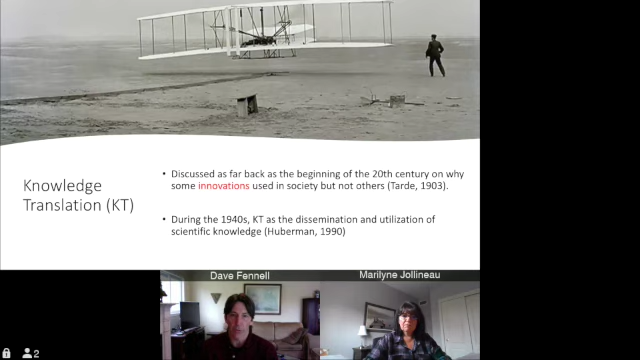 Knowledge
Translation (KT)
• Discussed as far back as the beginning of the 20th century on why
some innovations used in society but not others (Tarde, 1903).
• During the 1940s, KT as the dissemination and utilization of
scientific knowledge (Huberman, 1990)
Dave Fennell
Marilyne Jollineau
2